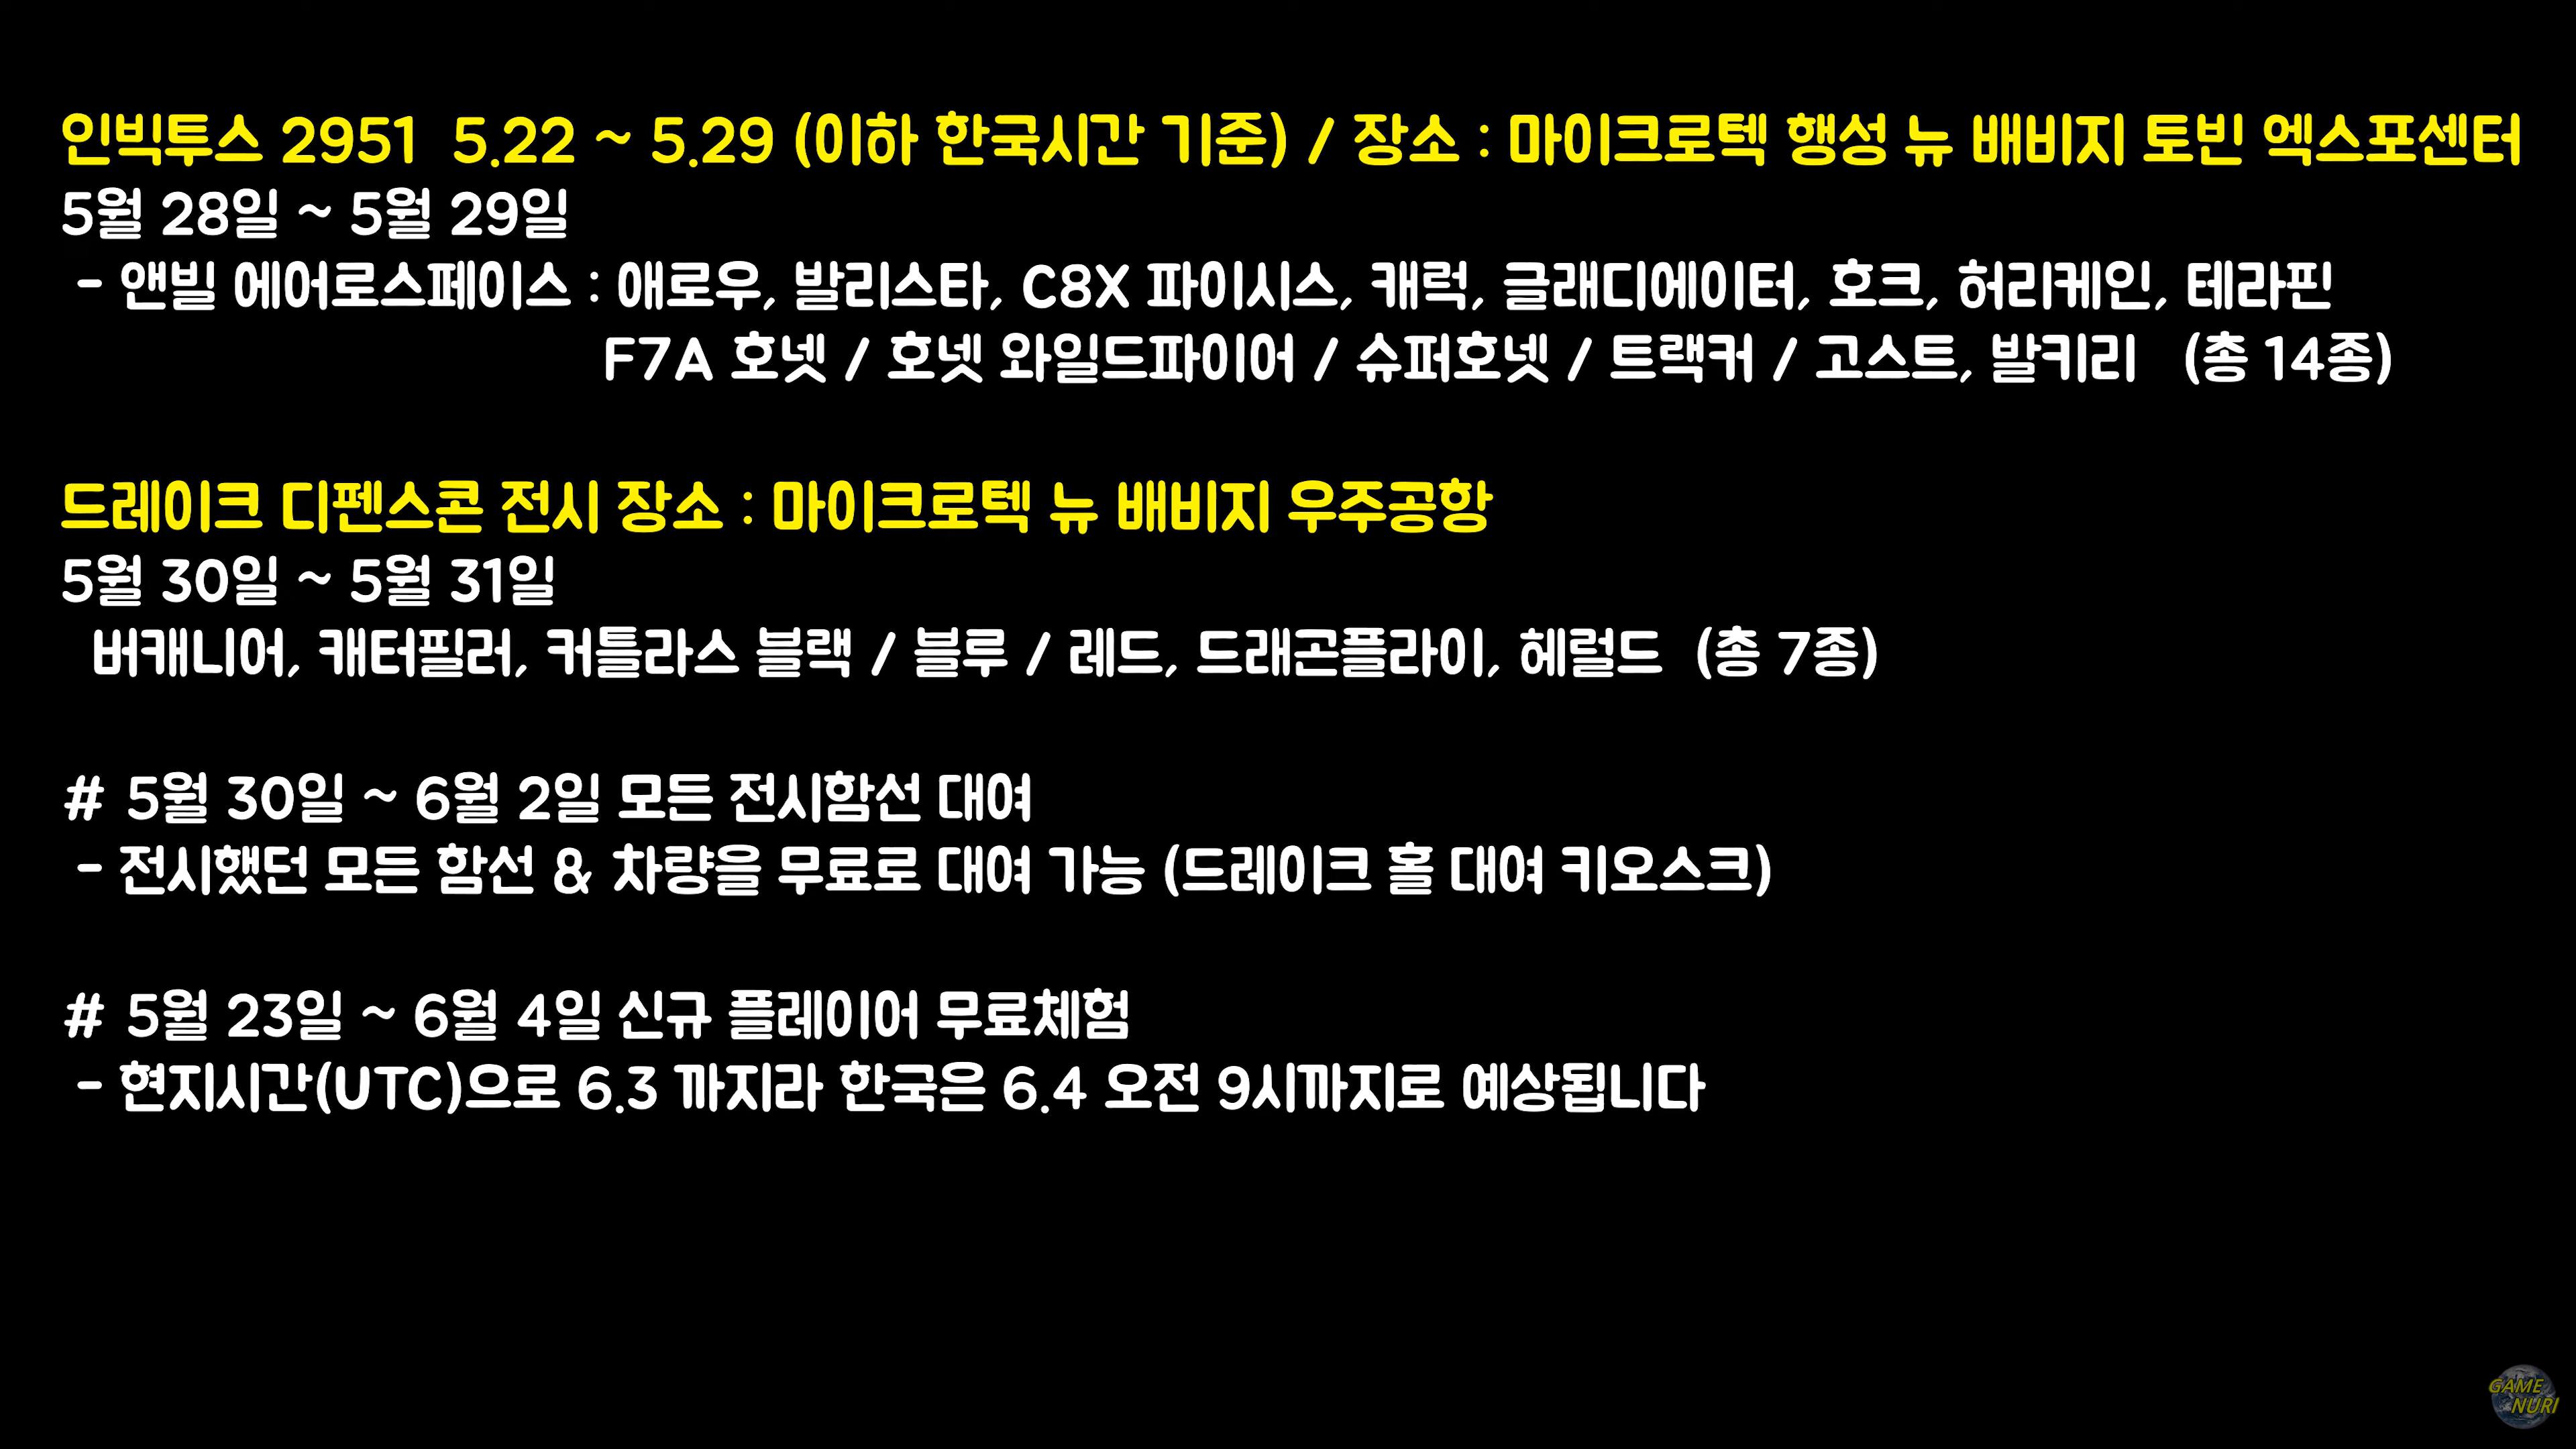 인빅투스 2951 5.22 ~ 5.29 (이하 한국시간 기준) / 장소 : 마이크로텍 행성 뉴 배비지 토빈 엑스포센터
5월 28일 ~ 5월 29일
- 앤빌 에어로스페이스 : 애로우, 발리스타, C8X 파이시스, 캐럭, 글래디에이터, 호크, 허리케인, 테라핀
F7A 호넷 / 호넷 와일드파이어 / 슈퍼호넷 / 트랙커 / 고스트, 발키리 (총 14종)
드레이크 디펜스콘 전시 장소 : 마이크로텍 뉴 배비지 우주공항
5월 30일 ~ 5월 31일
버캐니어, 캐터필러, 커틀라스 블랙 / 블루 / 레드, 드래곤플라이, 헤럴드 (총 7종)
# 5월 30일 ~ 6월 2일 모든 전시함선 대여
- 전시했던 모든 함선 & 차량을 무료로 대여 가능 (드레이크 홀 대여 키오스크)
# 5월 23일 ~ 6월 4일 신규 플레이어 무료체험
- 현지시간(UTC)으로 6.3 까지라 한국은 6.4 오전 9시까지로 예상됩니다
GAME
NURI